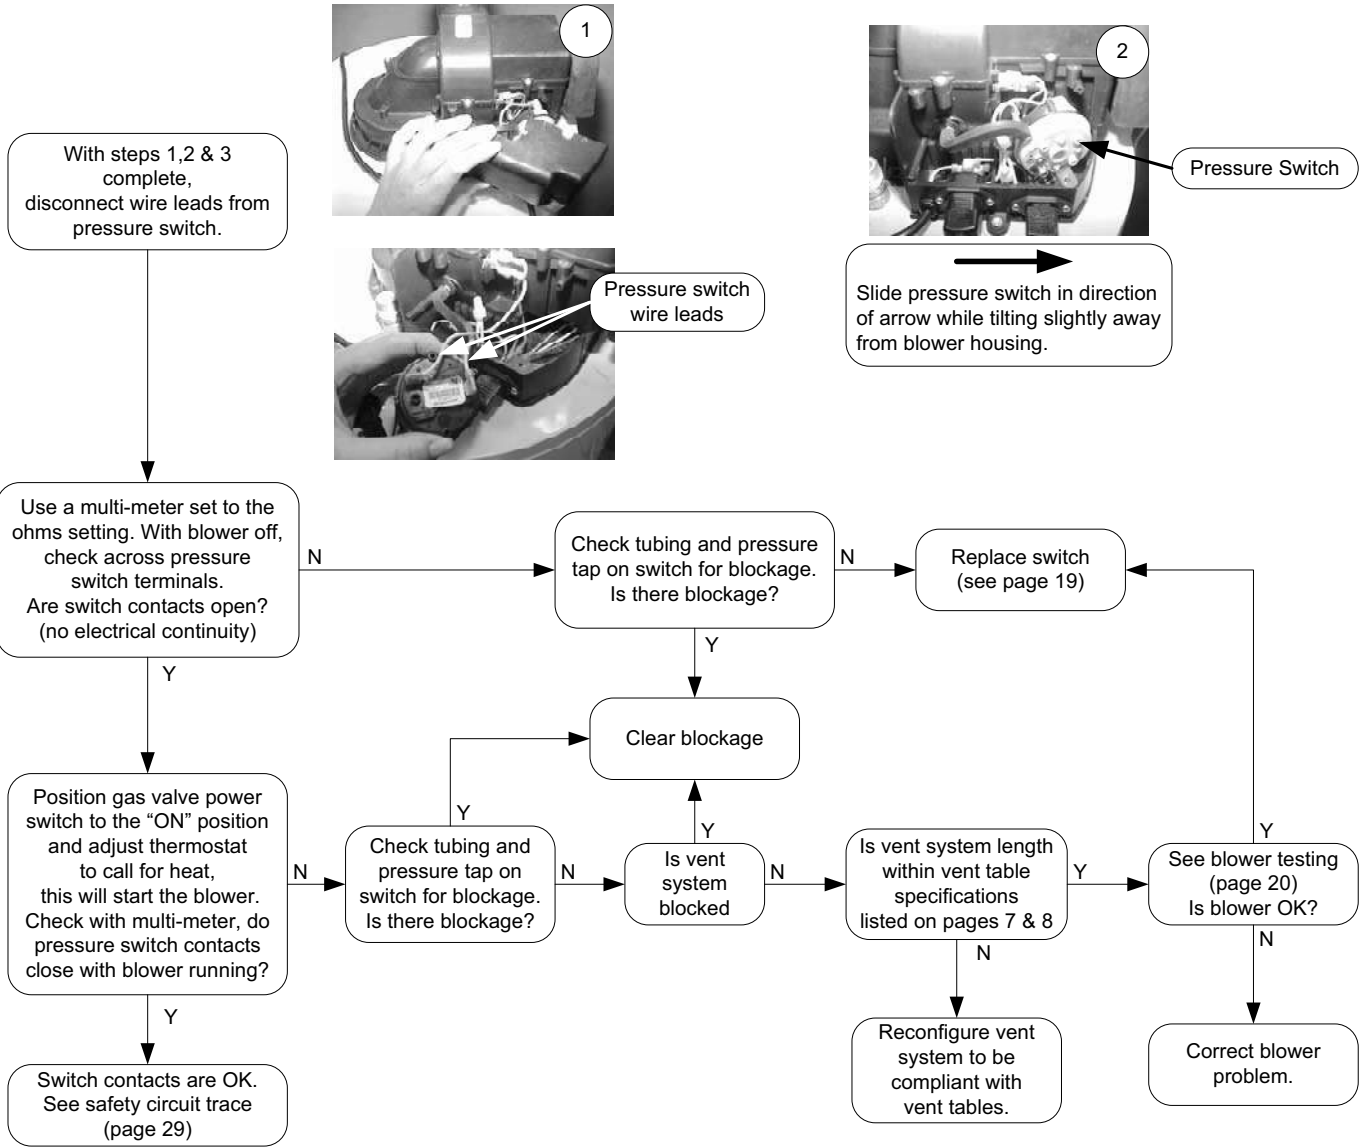 1
2
With steps 1,2 & 3
complete,
disconnect wire leads from
pressure switch.
Pressure Switch
Pressure switch
wire leads
Slide pressure switch in direction
of arrow while tilting slightly away
from blower housing.
Use a multi-meter set to the
ohms setting. With blower off,
check across pressure
switch terminals.
Are switch contacts open?
(no electrical continuity)
N
Check tubing and pressure
tap on switch for blockage.
Is there blockage?
N
Replace switch
(see page 19)
Y
Y
Clear blockage
Position gas valve power
switch to the “ON” position
and adjust thermostat
to call for heat,
this will start the blower.
Check with multi-meter, do
pressure switch contacts
close with blower running?
N
Y
Check tubing and
pressure tap on
switch for blockage.
Is there blockage?
N
Y
Is vent
system
blocked
N
Is vent system length
within vent table
specifications
listed on pages 7 & 8
Y
Y
See blower testing
(page 20)
Is blower OK?
N
N
Y
Switch contacts are OK.
See safety circuit trace
(page 29)
Reconfigure vent
system to be
compliant with
vent tables.
Correct blower
problem.